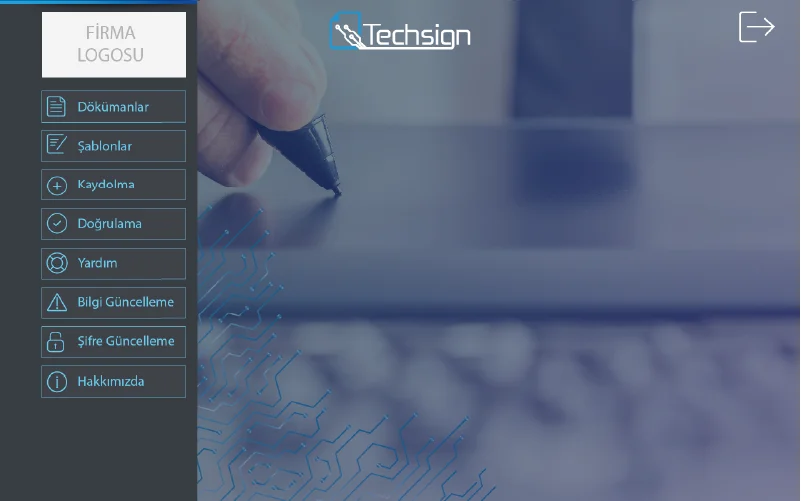 FİRMA
LOGOSU
Techsign
Dökümanlar
Şablonlar
Kaydolma
Doğrulama
Yardım
Bilgi Güncelleme
Şifre Güncelleme
Hakkımızda